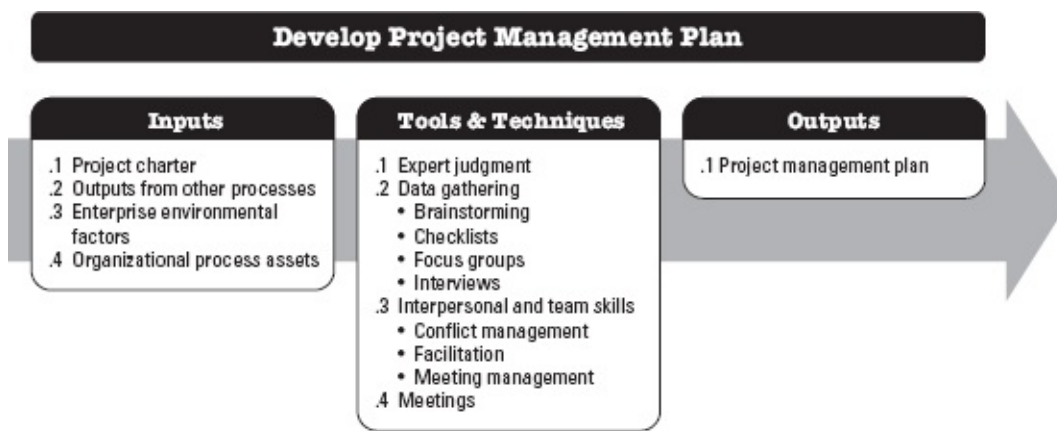 Develop Project Management Plan
Inputs
.1 Project charter
.2 Outputs from other processes
.3 Enterprise environmental
factors
.4 Organizational process assets
Tools & Techniques
.1 Expert judgment
.2 Data gathering
• Brainstorming
• Checklists
• Focus groups
• Interviews
.3 Interpersonal and team skills
• Conflict management
• Facilitation
• Meeting management
.4 Meetings
Outputs
.1 Project management plan